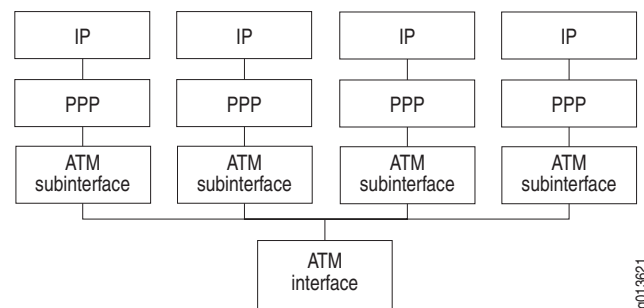 IP IP IP IP
PPP PPP PPP PPP
ATM subinterface ATM subinterface ATM subinterface ATM subinterface
ATM
interface
g013621